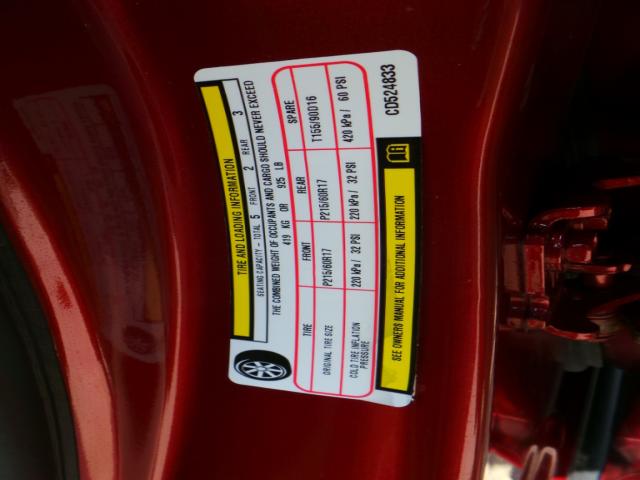 TIRE AND LOADING INFORMATION
SEATING CAPACITY - TOTAL 5 FRONT 2 REAR 3
THE COMBINED WEIGHT OF OCCUPANTS AND CARGO SHOULD NEVER EXCEED
419 KG OR 925 LB
TIRE FRONT REAR SPARE
ORIGINAL TIRE SIZE P215/60R17 P215/60R17 T155/90D16
COLD TIRE INFLATION PRESSURE 220 kPa/ 32 PSI 220 kPa/ 32 PSI 420 kPa/ 60 PSI
SEE OWNERS MANUAL FOR ADDITIONAL INFORMATION
CD524833